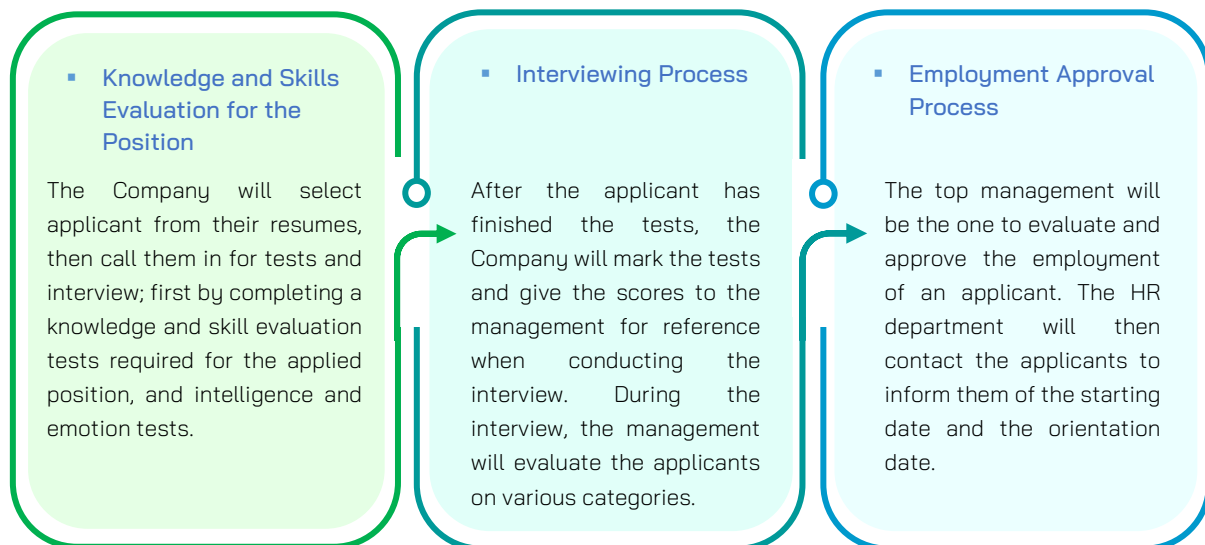 ▪ Knowledge and Skills
Evaluation for the
Position
The Company will select
applicant from their resumes,
then call them in for tests and
interview; first by completing a
knowledge and skill evaluation
tests required for the applied
position, and intelligence and
emotion tests.
▪ Interviewing Process
After the applicant has
finished the tests, the
Company will mark the tests
and give the scores to the
management for reference
when conducting the
interview. During the
interview, the management
will evaluate the applicants
on various categories.
▪ Employment Approval
Process
The top management will
be the one to evaluate and
approve the employment
of an applicant. The HR
department will then
contact the applicants to
inform them of the starting
date and the orientation
date.